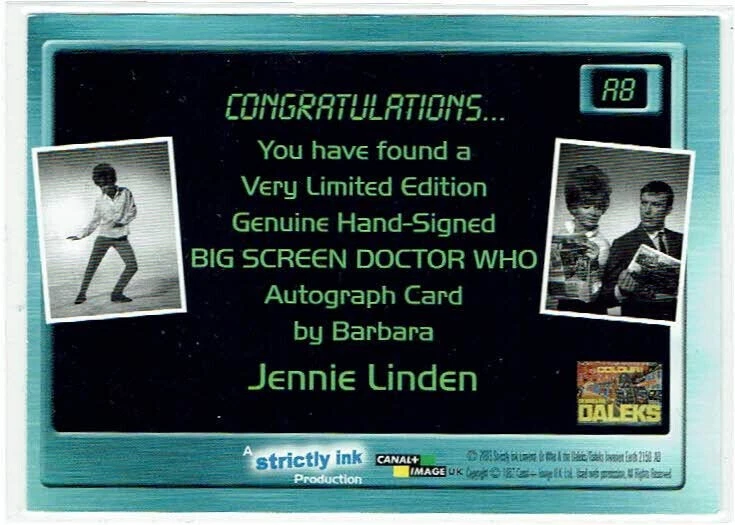 A8
CONGRATULATIONS...
You have found a
Very Limited Edition
Genuine Hand-Signed
BIG SCREEN DOCTOR WHO
Autograph Card
by Barbara
Jennie Linden
COLOUR!
DALEKS
A strictly ink
Production
CANAL+
IMAGE UK